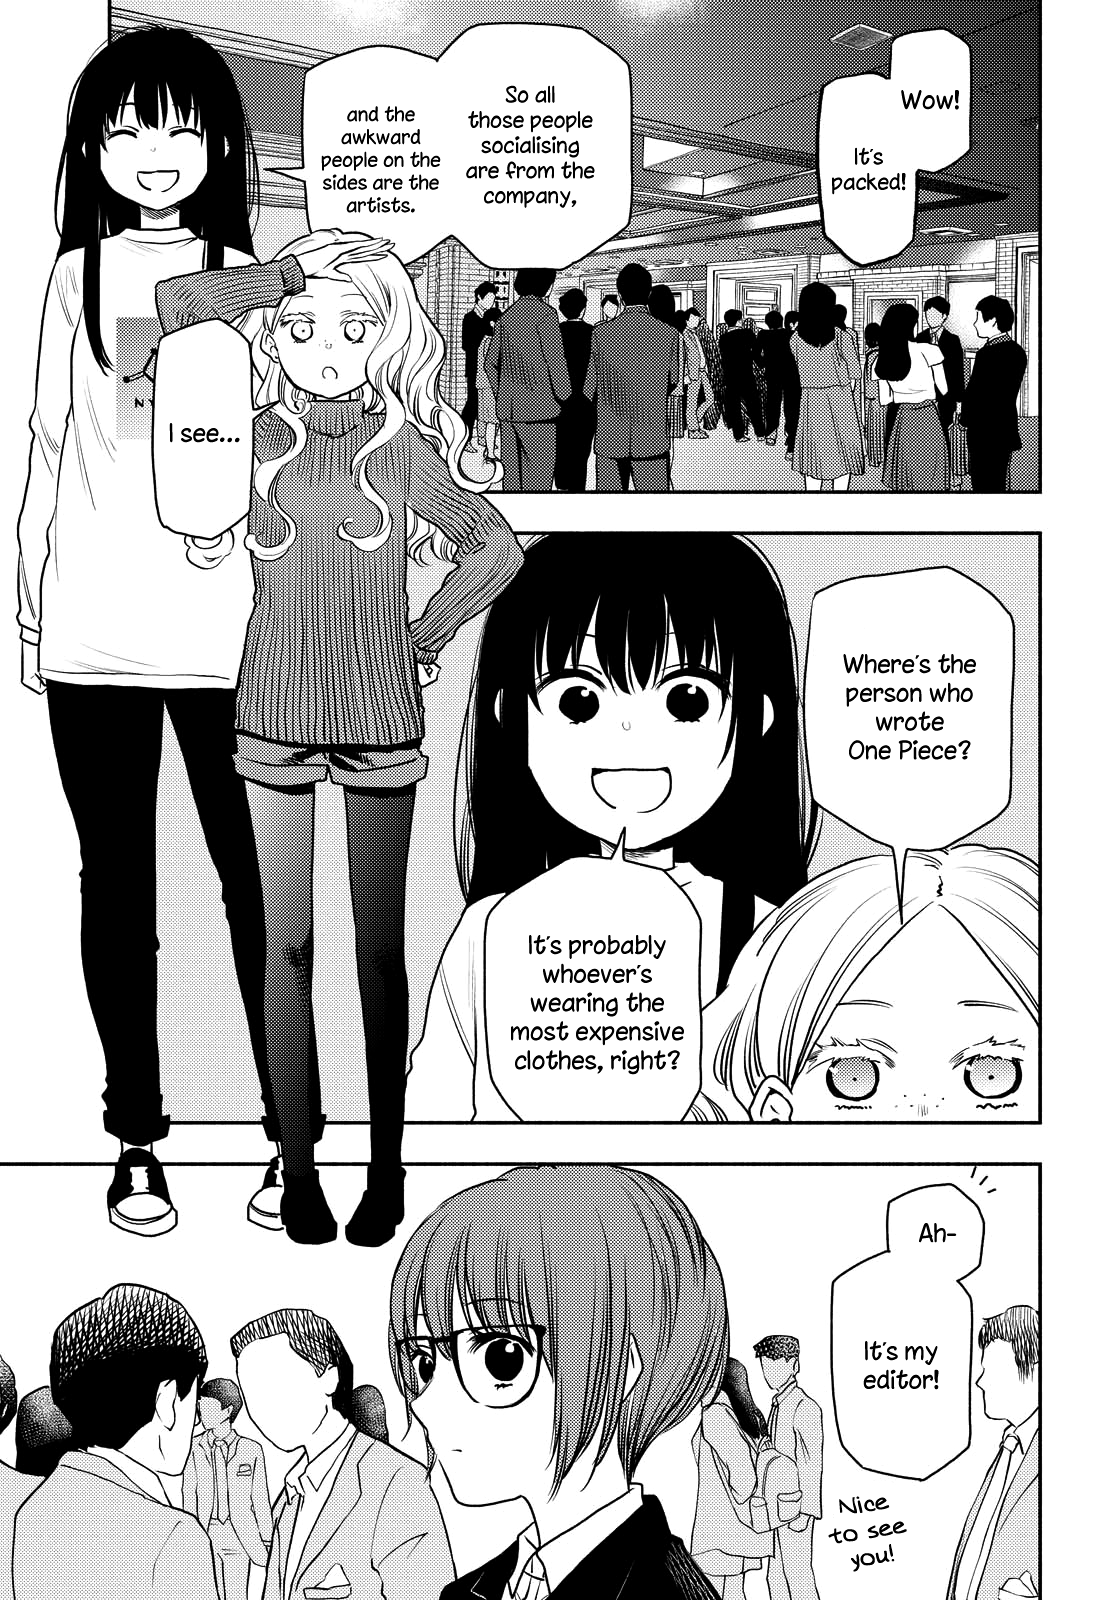 Wow!
It's
packed!
So all
those people
socialising
are from the
company,
and the
awkward
people on the
sides are the
artists.
I see...
NY
Where's the
person who
wrote
One Piece?
It's probably
whoever's
wearing the
most expensive
clothes, right?
Ah-
It's my
editor!
Nice
to see
you!